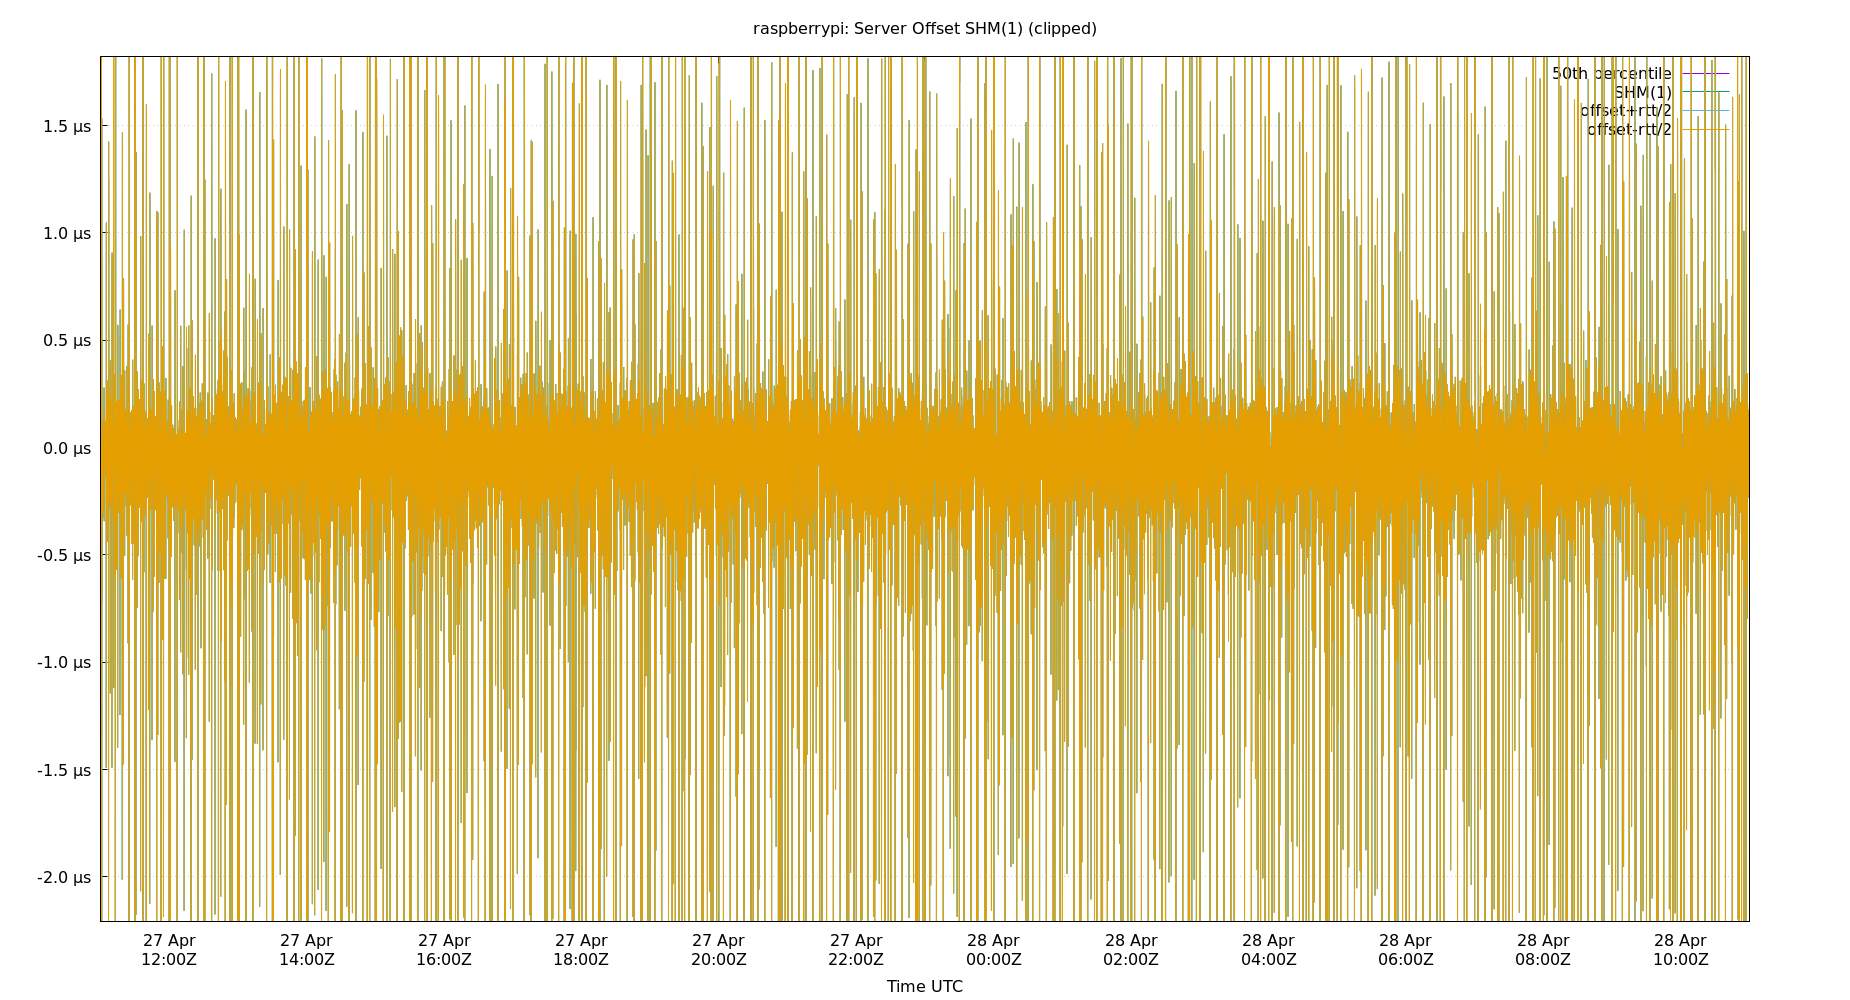 raspberrypi: Server Offset SHM(1) (clipped)
50th percentile
SHM(1)
offset+rtt/2
offset-rtt/2
1.5 µs
1.0 µs
0.5 µs
0.0 µs
-0.5 µs
-1.0 µs
-1.5 µs
-2.0 µs
27 Apr 27 Apr 27 Apr 27 Apr 27 Apr 27 Apr 28 Apr 28 Apr 28 Apr 28 Apr 28 Apr 28 Apr
12:00Z 14:00Z 16:00Z 18:00Z 20:00Z 22:00Z 00:00Z 02:00Z 04:00Z 06:00Z 08:00Z 10:00Z
Time UTC